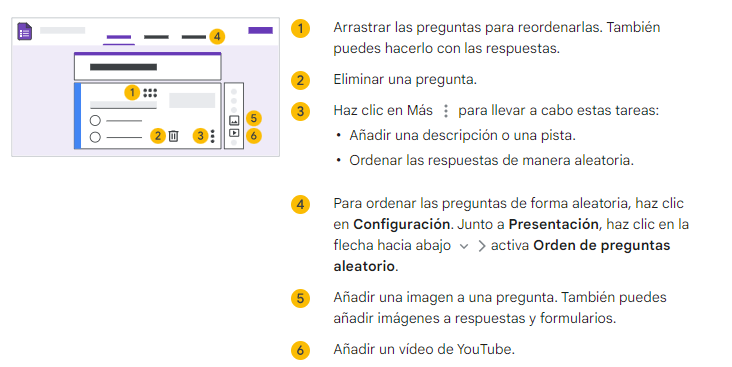 4
1
5
2
3
6
1 Arrastrar las preguntas para reordenarlas. También
puedes hacerlo con las respuestas.
2 Eliminar una pregunta.
3 Haz clic en Más ⋮ para llevar a cabo estas tareas:
• Añadir una descripción o una pista.
• Ordenar las respuestas de manera aleatoria.
4 Para ordenar las preguntas de forma aleatoria, haz clic
en Configuración. Junto a Presentación, haz clic en la
flecha hacia abajo > activa Orden de preguntas
aleatorio.
5 Añadir una imagen a una pregunta. También puedes
añadir imágenes a respuestas y formularios.
6 Añadir un vídeo de YouTube.